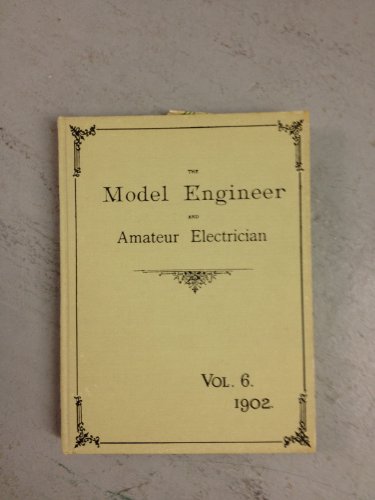 THE
Model Engineer
AND
Amateur Electrician
VOL. 6.
1902.